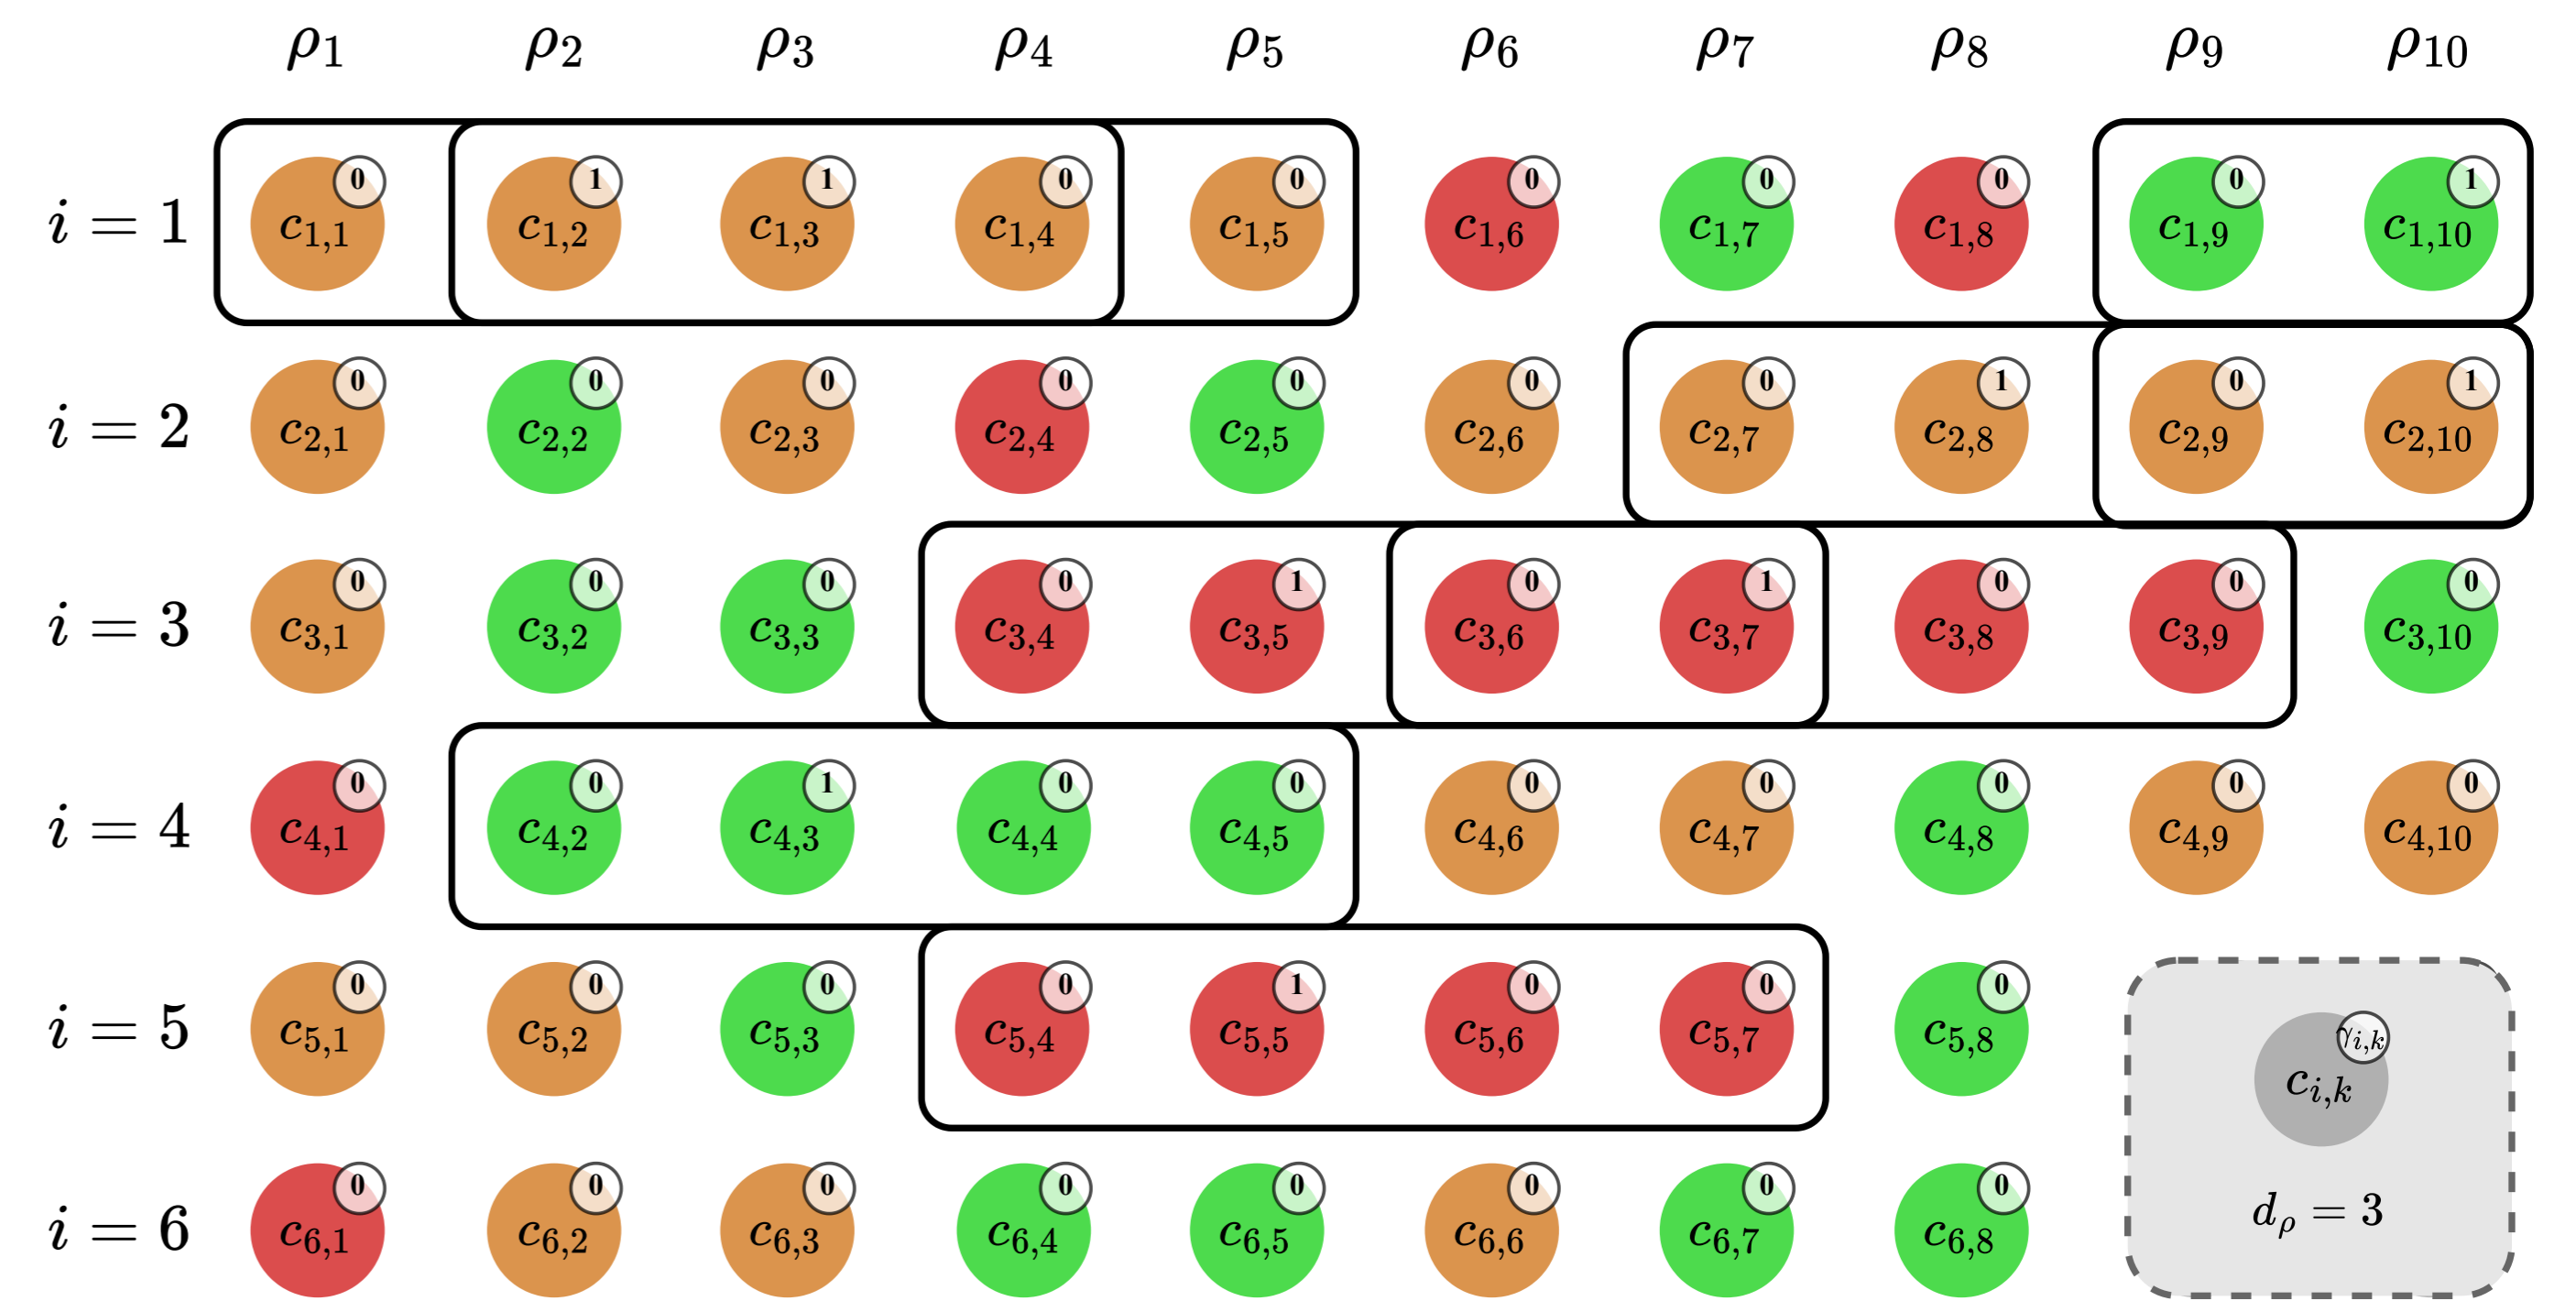 ρ1 ρ2 ρ3 ρ4 ρ5 ρ6 ρ7 ρ8 ρ9 ρ10
0 1 1 0 0 0 0 0 0 1
i = 1 c1,1 c1,2 c1,3 c1,4 c1,5 c1,6 c1,7 c1,8 c1,9 c1,10
0 0 0 0 0 0 0 1 0 1
i = 2 c2,1 c2,2 c2,3 c2,4 c2,5 c2,6 c2,7 c2,8 c2,9 c2,10
0 0 0 0 1 0 1 0 0 0
i = 3 c3,1 c3,2 c3,3 c3,4 c3,5 c3,6 c3,7 c3,8 c3,9 c3,10
0 0 1 0 0 0 0 0 0 0
i = 4 c4,1 c4,2 c4,3 c4,4 c4,5 c4,6 c4,7 c4,8 c4,9 c4,10
0 0 0 0 1 0 0 0
i = 5 c5,1 c5,2 c5,3 c5,4 c5,5 c5,6 c5,7 c5,8
γi,k
ci,k
0 0 0 0 0 0 0 0
i = 6 c6,1 c6,2 c6,3 c6,4 c6,5 c6,6 c6,7 c6,8
dρ = 3